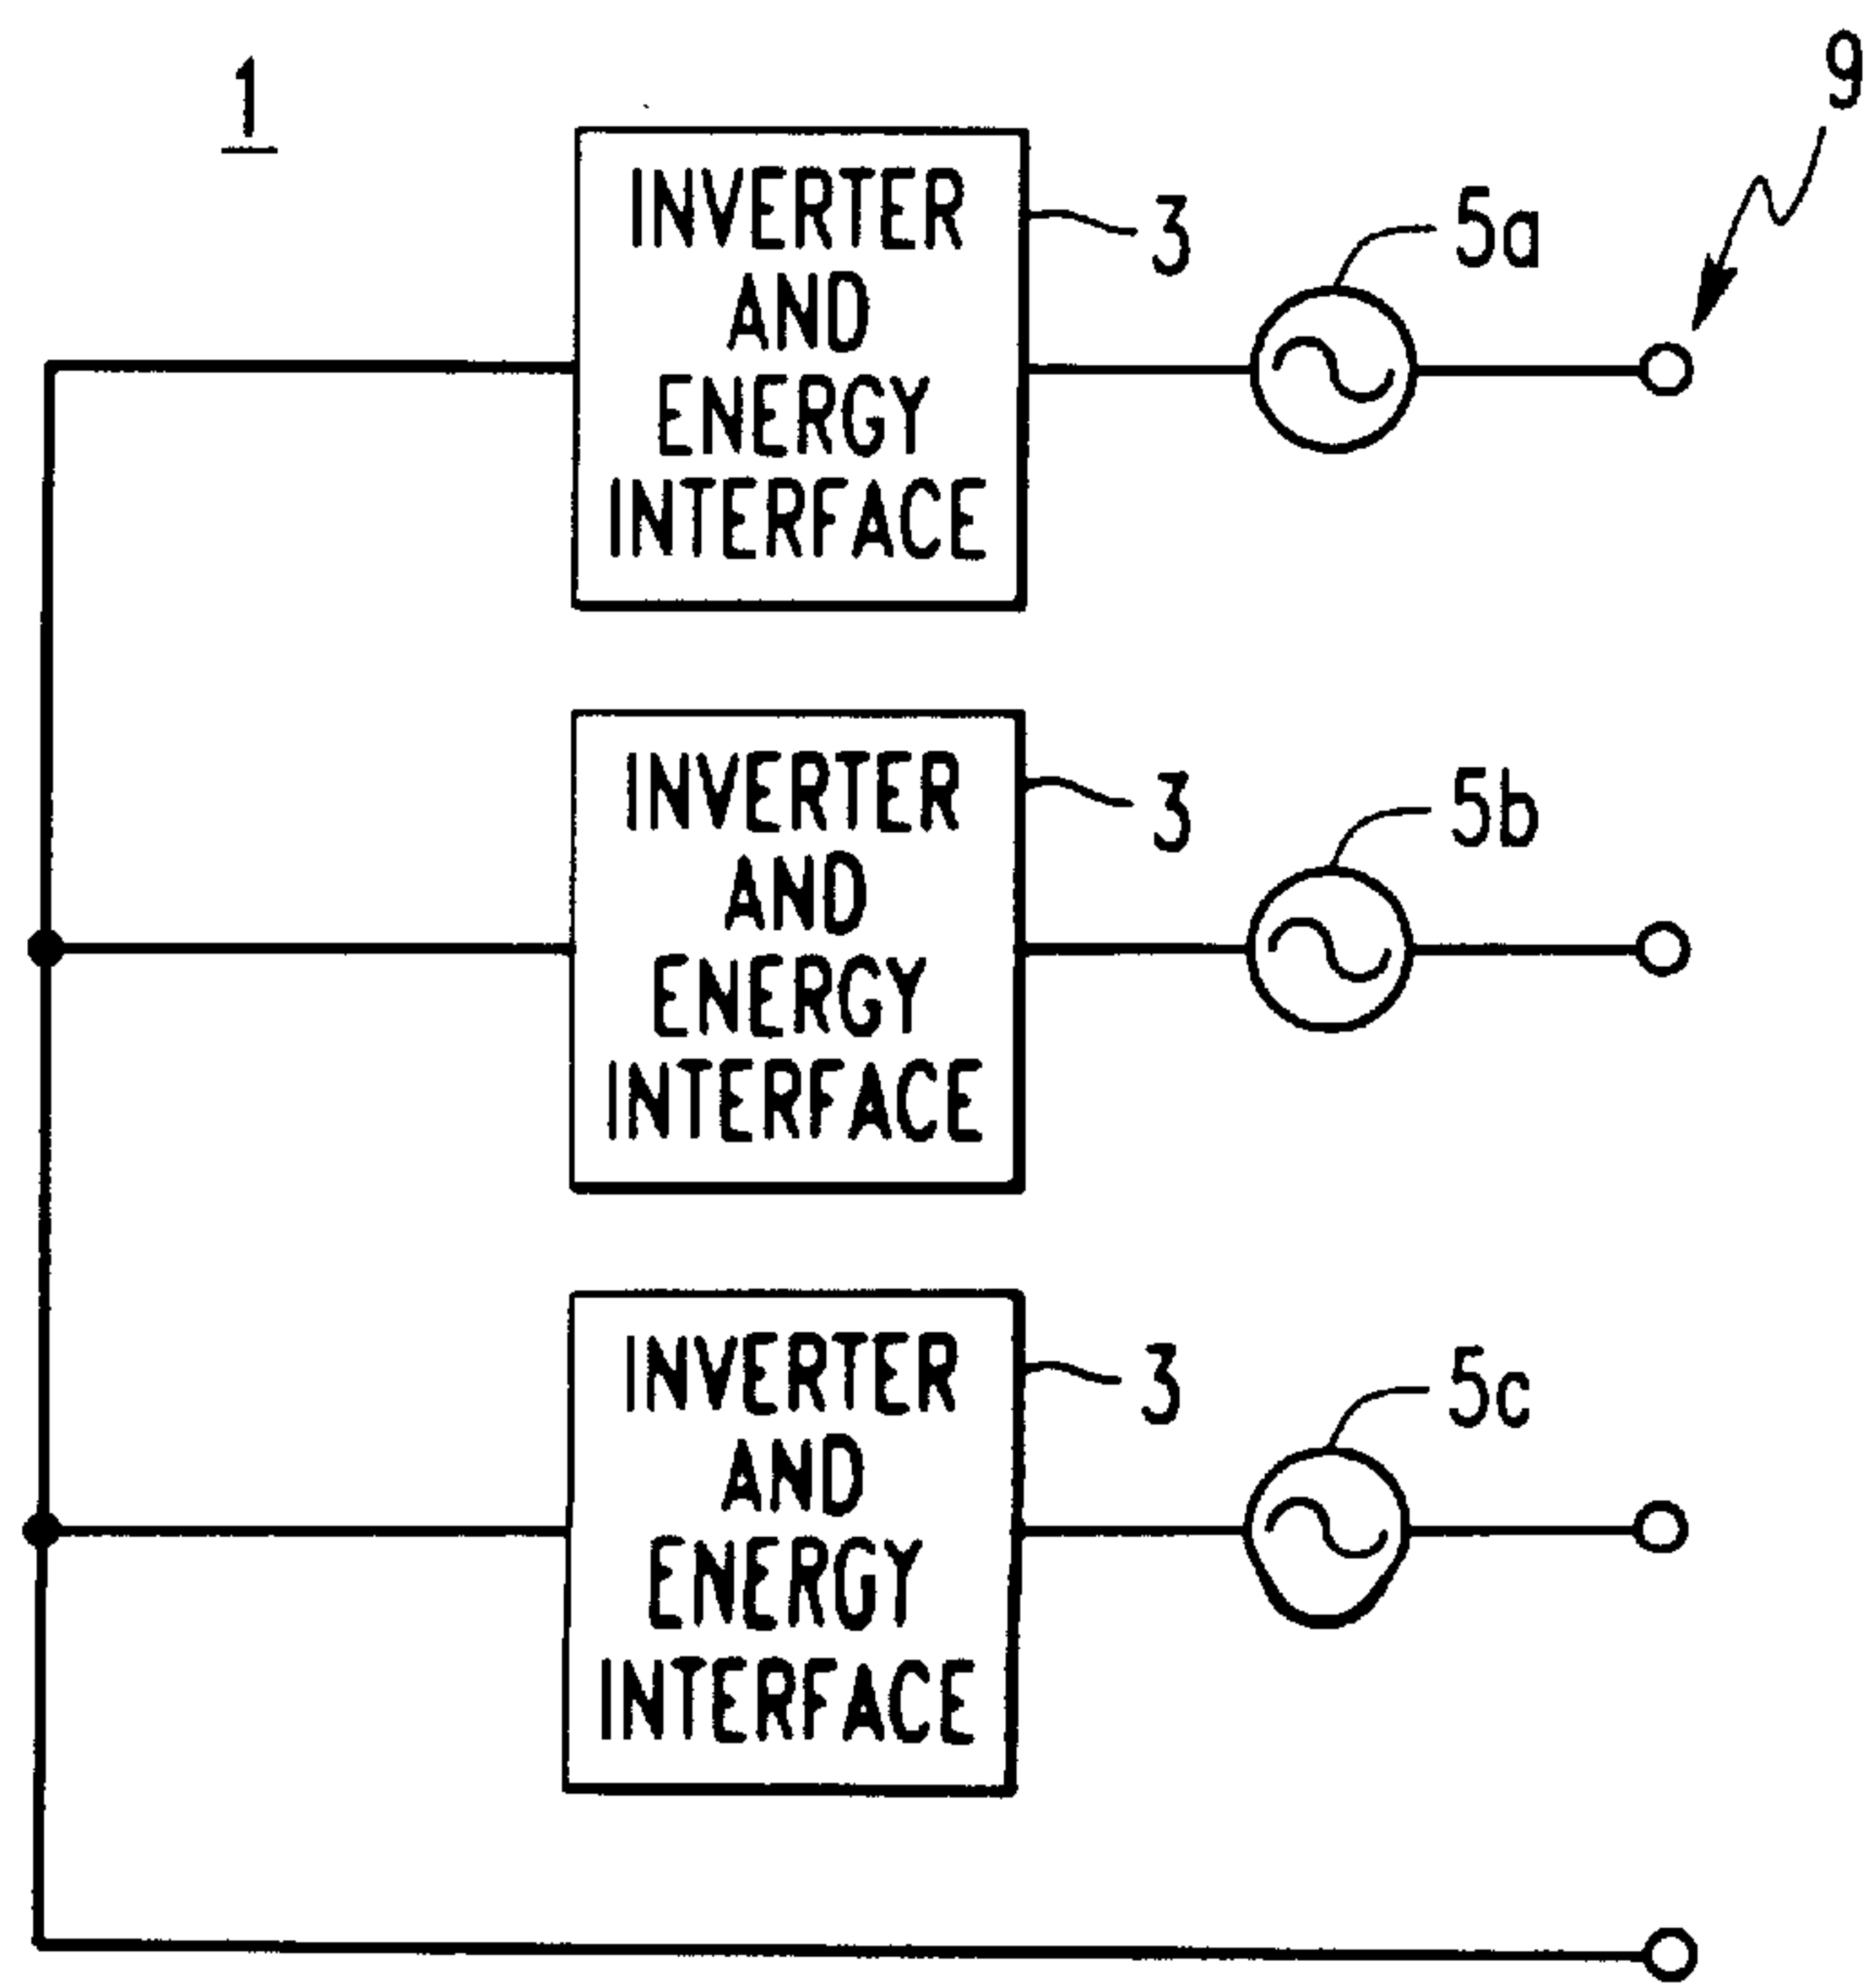 1
9
INVERTER
AND
ENERGY
INTERFACE
3
5a
INVERTER
AND
ENERGY
INTERFACE
3
5b
INVERTER
AND
ENERGY
INTERFACE
3
5c